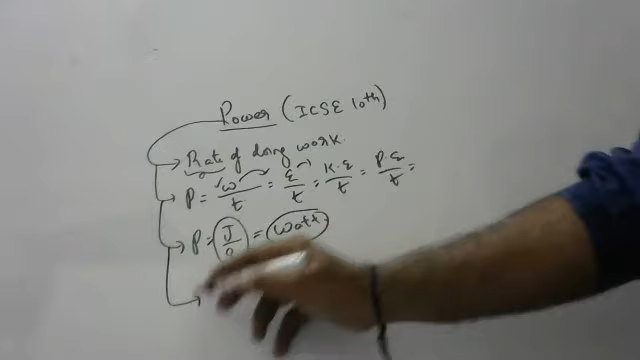 Power (ICSE 10th)
Rate of doing work.
P = w/t = E/t = K.E/t = P.E/t =
P = J/s = watt